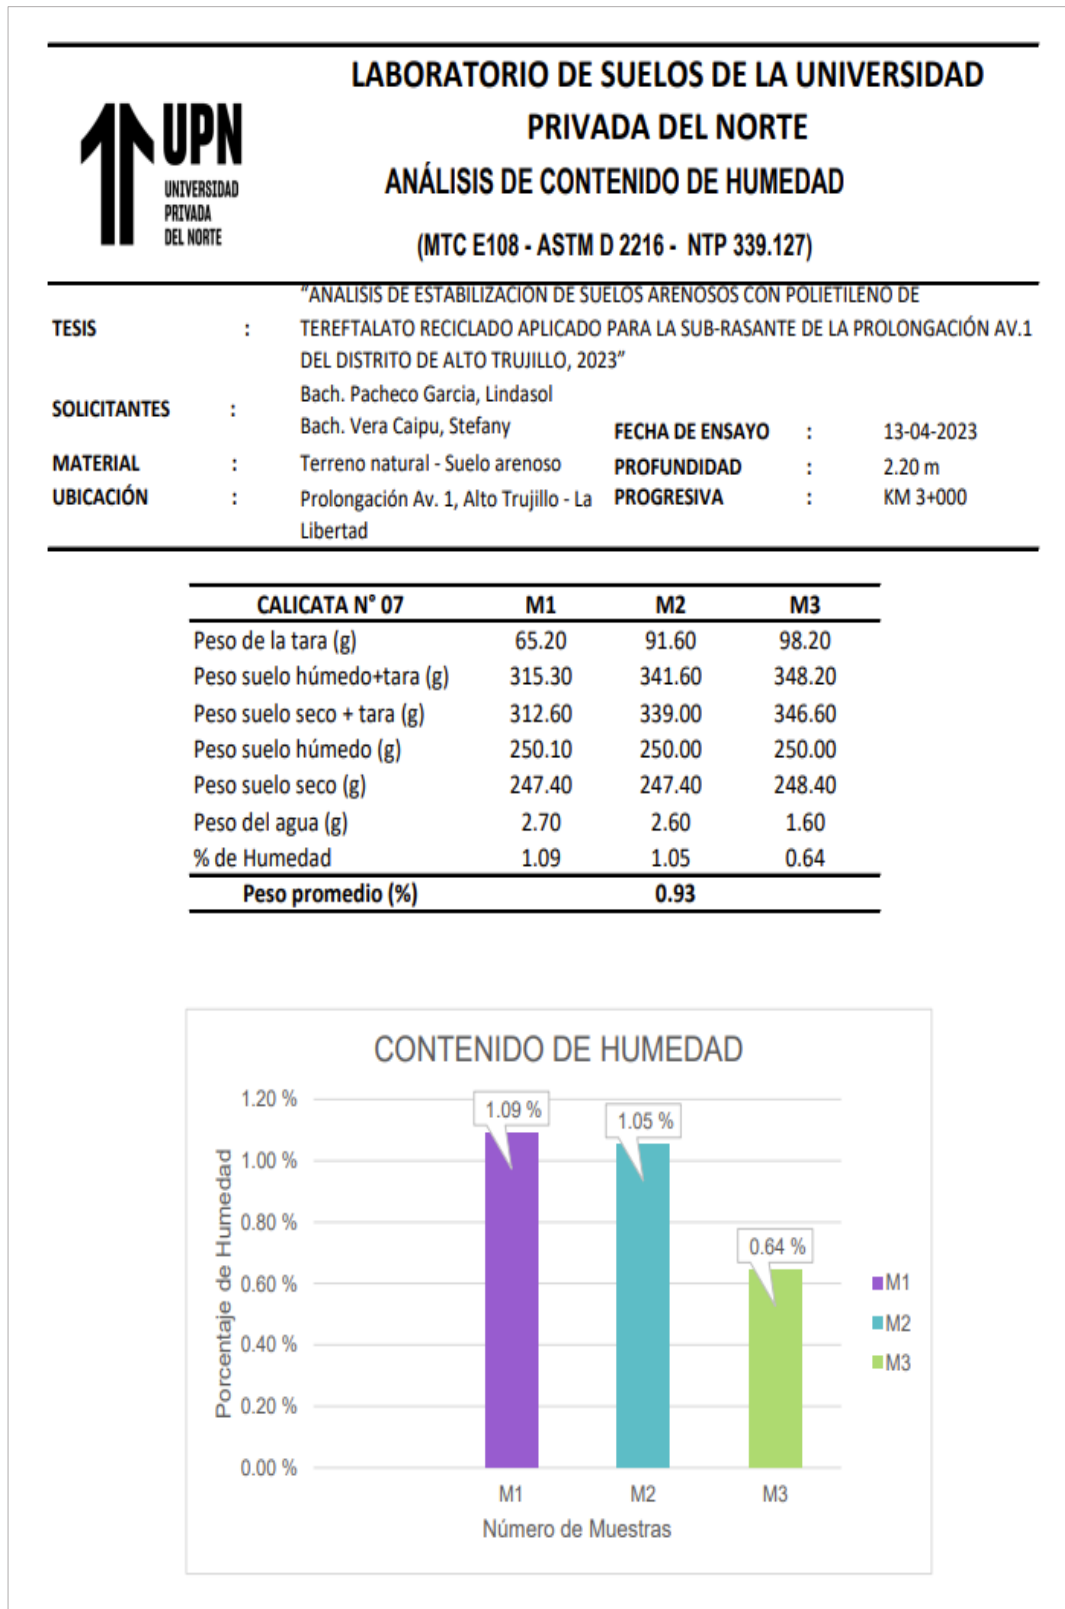 LABORATORIO DE SUELOS DE LA UNIVERSIDAD
PRIVADA DEL NORTE
ANÁLISIS DE CONTENIDO DE HUMEDAD
(MTC E108 - ASTM D 2216 - NTP 339.127)
UPN
UNIVERSIDAD
PRIVADA
DEL NORTE
TESIS :
"ANALISIS DE ESTABILIZACION DE SUELOS ARENOSOS CON POLIETILENO DE
TEREFTALATO RECICLADO APLICADO PARA LA SUB-RASANTE DE LA PROLONGACIÓN AV.1
DEL DISTRITO DE ALTO TRUJILLO, 2023"
SOLICITANTES :
Bach. Pacheco Garcia, Lindasol
Bach. Vera Caipu, Stefany
FECHA DE ENSAYO : 13-04-2023
MATERIAL : Terreno natural - Suelo arenoso
PROFUNDIDAD : 2.20 m
UBICACIÓN : Prolongación Av. 1, Alto Trujillo - La
Libertad
PROGRESIVA : KM 3+000
CALICATA N° 07 M1 M2 M3
Peso de la tara (g) 65.20 91.60 98.20
Peso suelo húmedo+tara (g) 315.30 341.60 348.20
Peso suelo seco + tara (g) 312.60 339.00 346.60
Peso suelo húmedo (g) 250.10 250.00 250.00
Peso suelo seco (g) 247.40 247.40 248.40
Peso del agua (g) 2.70 2.60 1.60
% de Humedad 1.09 1.05 0.64
Peso promedio (%) 0.93
CONTENIDO DE HUMEDAD
Porcentaje de Humedad
1.20 %
1.00 %
0.80 %
0.60 %
0.40 %
0.20 %
0.00 %
1.09 %
1.05 %
0.64 %
M1
M2
M3
M1 M2 M3
Número de Muestras